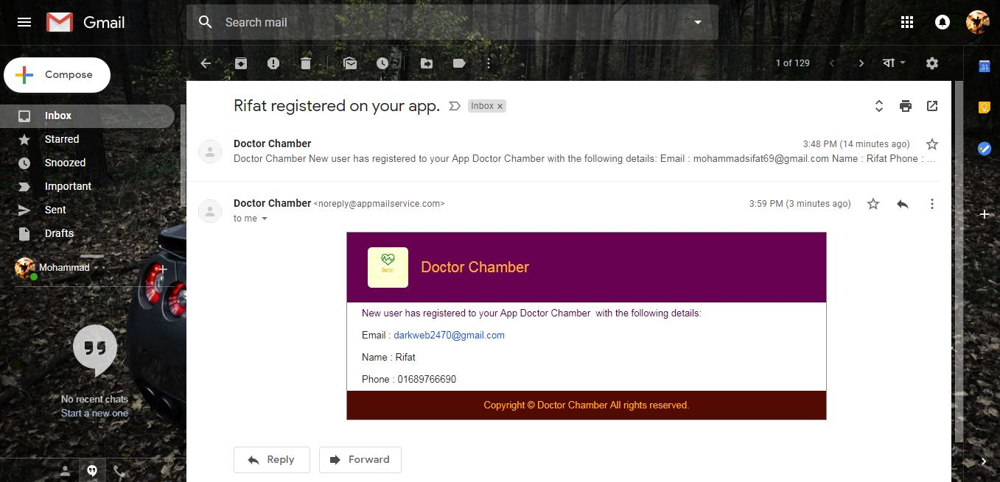 Gmail
Search mail
Compose
1 of 129
বা
31
Inbox
Starred
Snoozed
Important
Sent
Drafts
Mohammad
No recent chats
Start a new one
Rifat registered on your app.
Inbox ×
Doctor Chamber
3:48 PM (14 minutes ago)
Doctor Chamber New user has registered to your App Doctor Chamber with the following details: Email : mohammadsifat69@gmail.com Name : Rifat Phone : ...
Doctor Chamber <noreply@appmailservice.com>
3:59 PM (3 minutes ago)
to me
Doctor
Doctor Chamber
New user has registered to your App Doctor Chamber with the following details:
Email : darkweb2470@gmail.com
Name : Rifat
Phone : 01689766690
Copyright © Doctor Chamber All rights reserved.
Reply
Forward